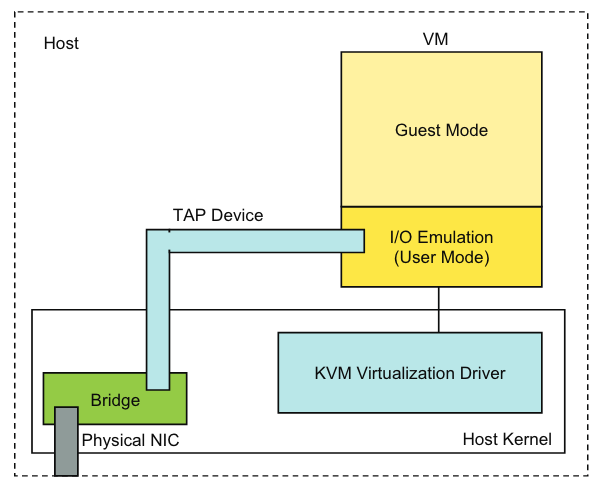 Host
VM
Guest Mode
TAP Device
I/O Emulation
(User Mode)
KVM Virtualization Driver
Bridge
Physical NIC
Host Kernel